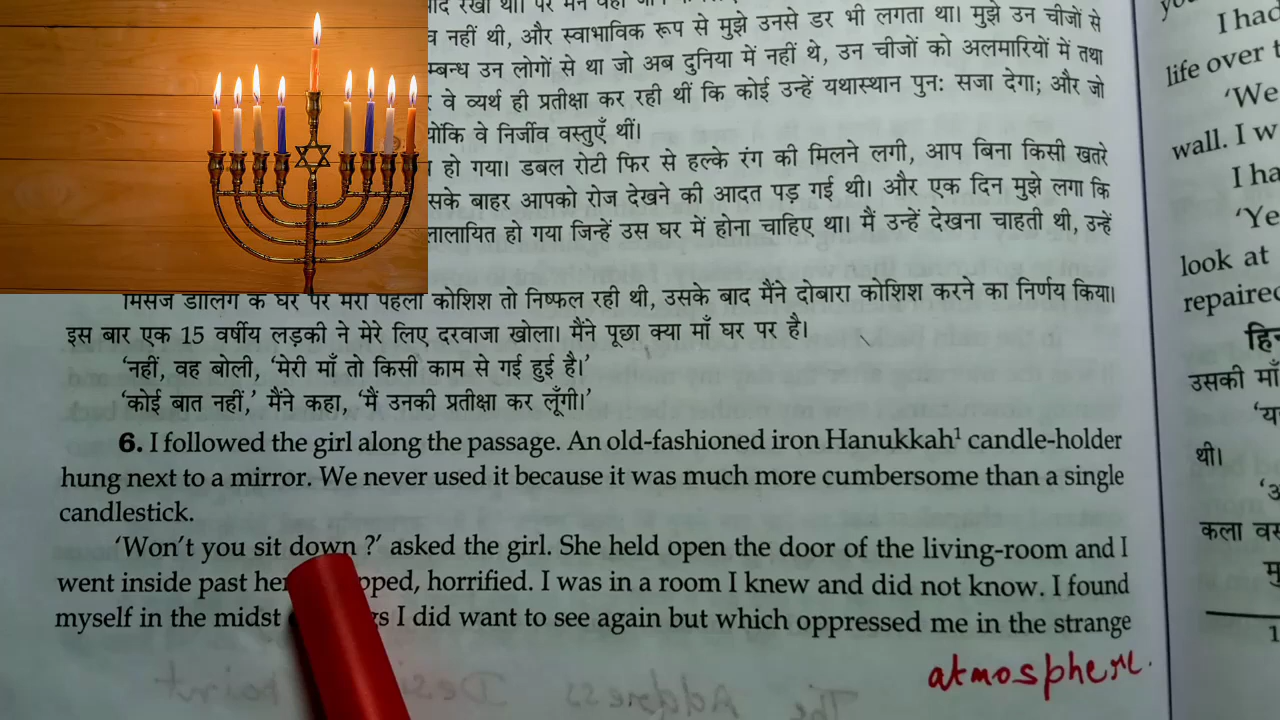 नहीं थी, और स्वाभाविक रूप से मुझे उनसे डर भी लगता था। मुझे उन चीजों से
उन लोगों से था जो अब दुनिया में नहीं थे, उन चीजों को अलमारियों में तथा
वे व्यर्थ ही प्रतीक्षा कर रही थीं कि कोई उन्हें यथास्थान पुनः सजा देगा; और जो
वे निर्जीव वस्तुएँ थीं।
हो गया। डबल रोटी फिर से हल्के रंग की मिलने लगी, आप बिना किसी खतरे
बाहर आपको रोज देखने की आदत पड़ गई थी। और एक दिन मुझे लगा कि
लालायित हो गया जिन्हें उस घर में होना चाहिए था। मैं उन्हें देखना चाहती थी, उन्हें
मिसेज डोर्लिंग के घर पर मेरी पहली कोशिश तो निष्फल रही थी, उसके बाद मैंने दोबारा कोशिश करने का निर्णय किया।
इस बार एक 15 वर्षीय लड़की ने मेरे लिए दरवाजा खोला। मैंने पूछा क्या माँ घर पर है।
‘नहीं, वह बोली, ‘मेरी माँ तो किसी काम से गई हुई है।’
‘कोई बात नहीं,’ मैंने कहा, ‘मैं उनकी प्रतीक्षा कर लूँगी।’
6. I followed the girl along the passage. An old-fashioned iron Hanukkah¹ candle-holder
hung next to a mirror. We never used it because it was much more cumbersome than a single
candlestick.
‘Won’t you sit down ?’ asked the girl. She held open the door of the living-room and I
went inside past her horrified. I was in a room I knew and did not know. I found
myself in the midst I did want to see again but which oppressed me in the strange
atmosphere.
I had
life over
‘We
wall. I w
I ha
‘Ye
look at
repaired
उसकी माँ
थी।
कला
1